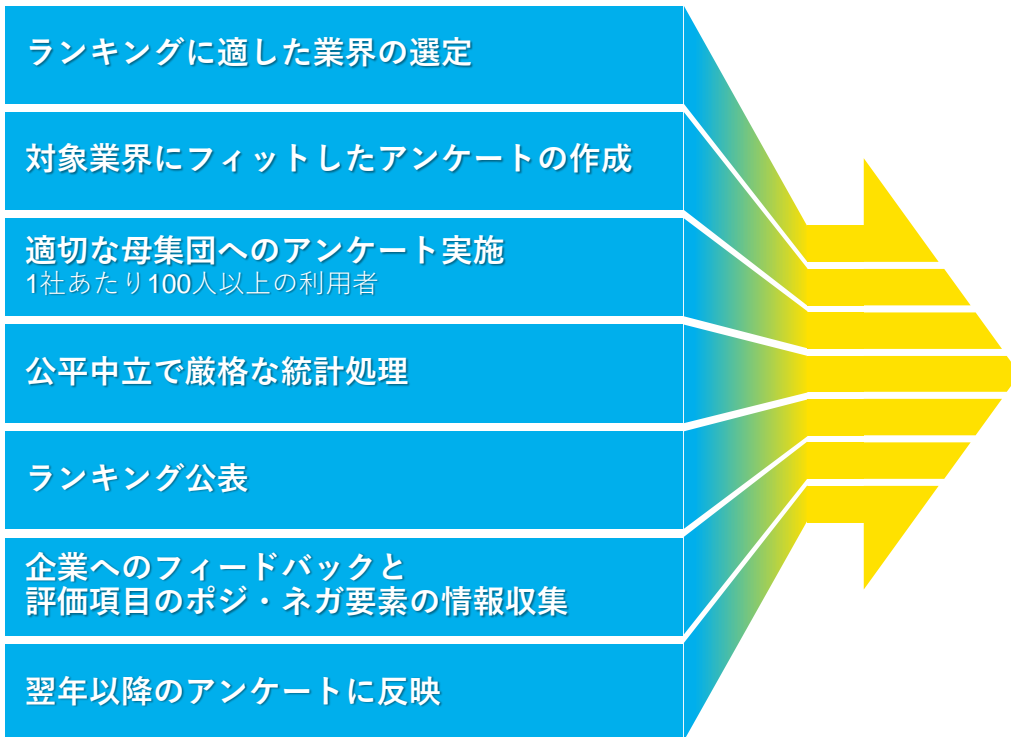 ランキングに適した業界の選定
対象業界にフィットしたアンケートの作成
適切な母集団へのアンケート実施
1社あたり100人以上の利用者
公平中立で厳格な統計処理
ランキング公表
企業へのフィードバックと
評価項目のポジ・ネガ要素の情報収集
翌年以降のアンケートに反映